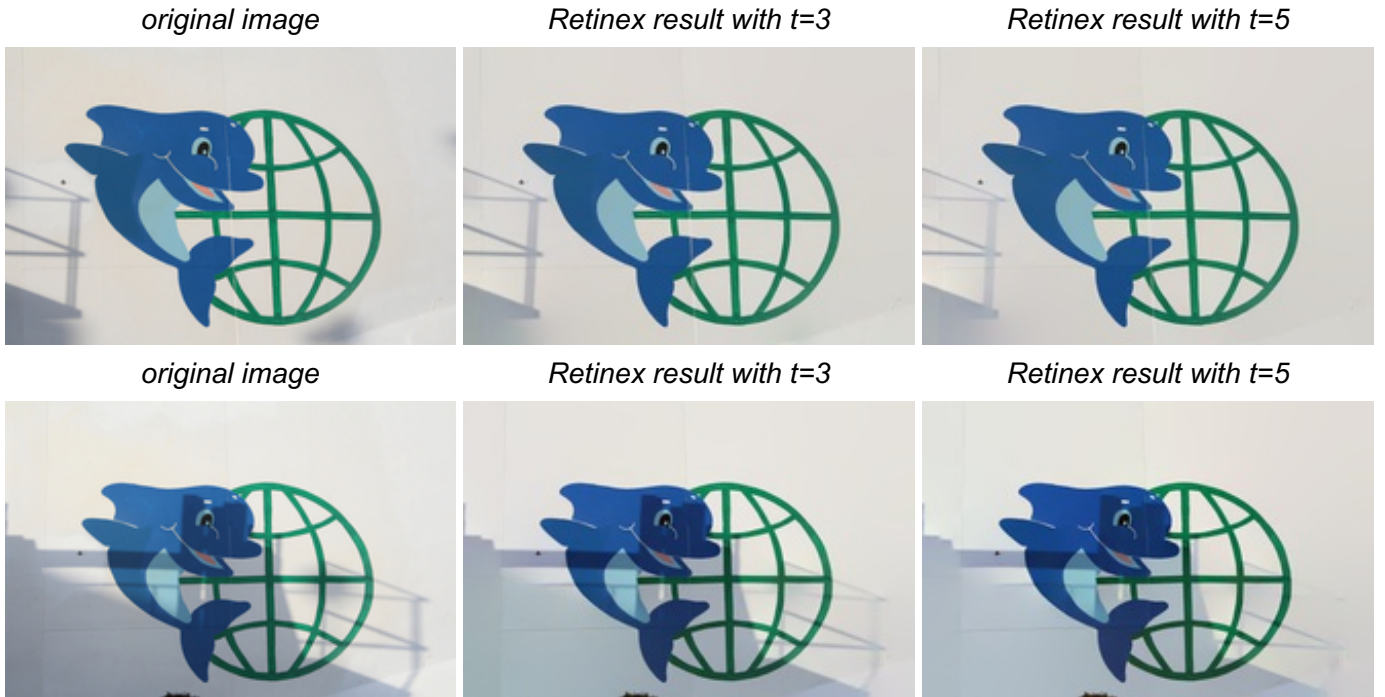 original image
Retinex result with t=3
Retinex result with t=5
original image
Retinex result with t=3
Retinex result with t=5